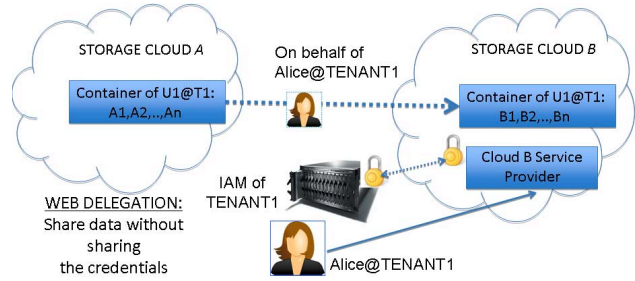 STORAGE CLOUD A
Container of U1@T1:
A1,A2,..,An
On behalf of
Alice@TENANT1
STORAGE CLOUD B
Container of U1@T1:
B1,B2,..,Bn
Cloud B Service
Provider
IAM of
TENANT1
WEB DELEGATION:
Share data without
sharing
the credentials
Alice@TENANT1